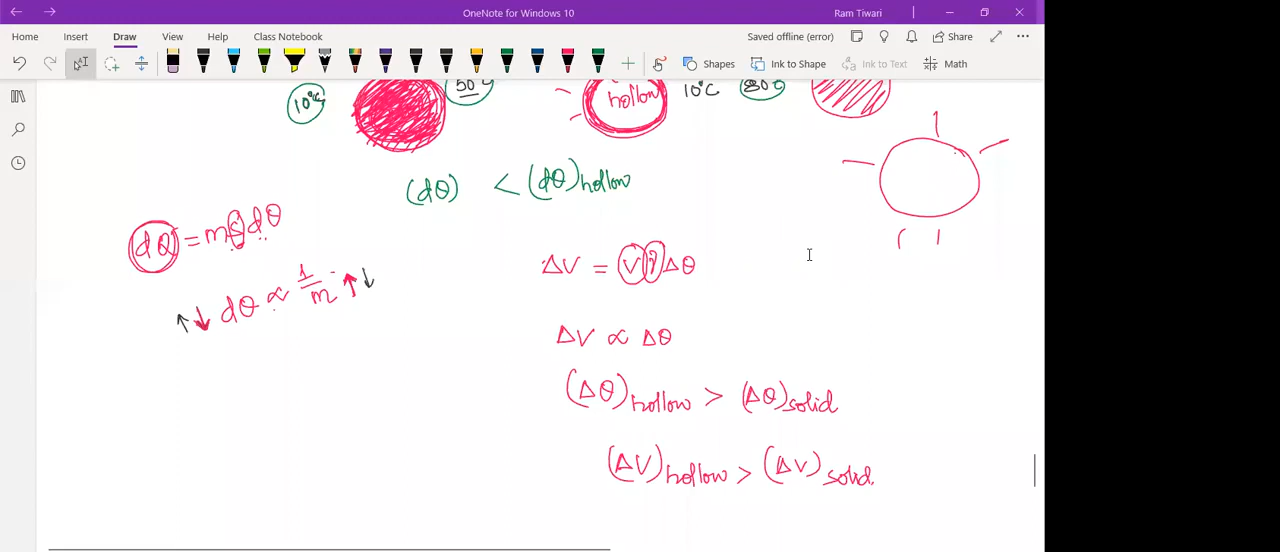 OneNote for Windows 10
Ram Tiwari
Home Insert Draw View Help Class Notebook
Saved offline (error)
Share
Shapes
Ink to Shape
Ink to Text
Math
10°C
50°C
hollow
10°C
80°C
(dθ) < (dθ)hollow
dQ = msdθ
dθ ∝ 1/m
ΔV = VγΔθ
ΔV ∝ Δθ
(Δθ)hollow > (Δθ)solid
(ΔV)hollow > (ΔV)solid.